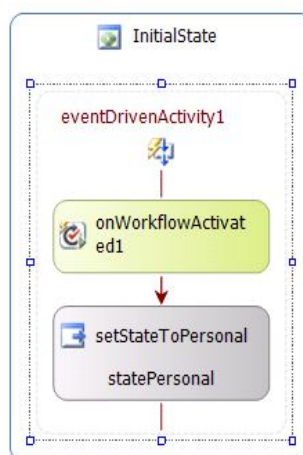 InitialState
eventDrivenActivity1
onWorkflowActivat
ed1
setStateToPersonal
statePersonal